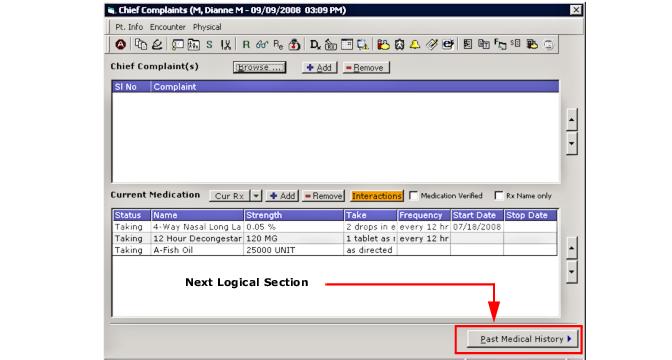 Chief Complaints (M, Dianne M - 09/09/2008 03:09 PM)
Pt. Info Encounter Physical
Chief Complaint(s) (Browse ...) Add Remove
Sl No Complaint
Current Medication Cur Rx Add Remove Interactions Medication Verified Rx Name only
Status Name Strength Take Frequency Start Date Stop Date
Taking 4-Way Nasal Long La 0.05 % 2 drops in e every 12 hr 07/18/2008
Taking 12 Hour Decongestar 120 MG 1 tablet as r every 12 hr
Taking A-Fish Oil 25000 UNIT as directed
Next Logical Section
Past Medical History